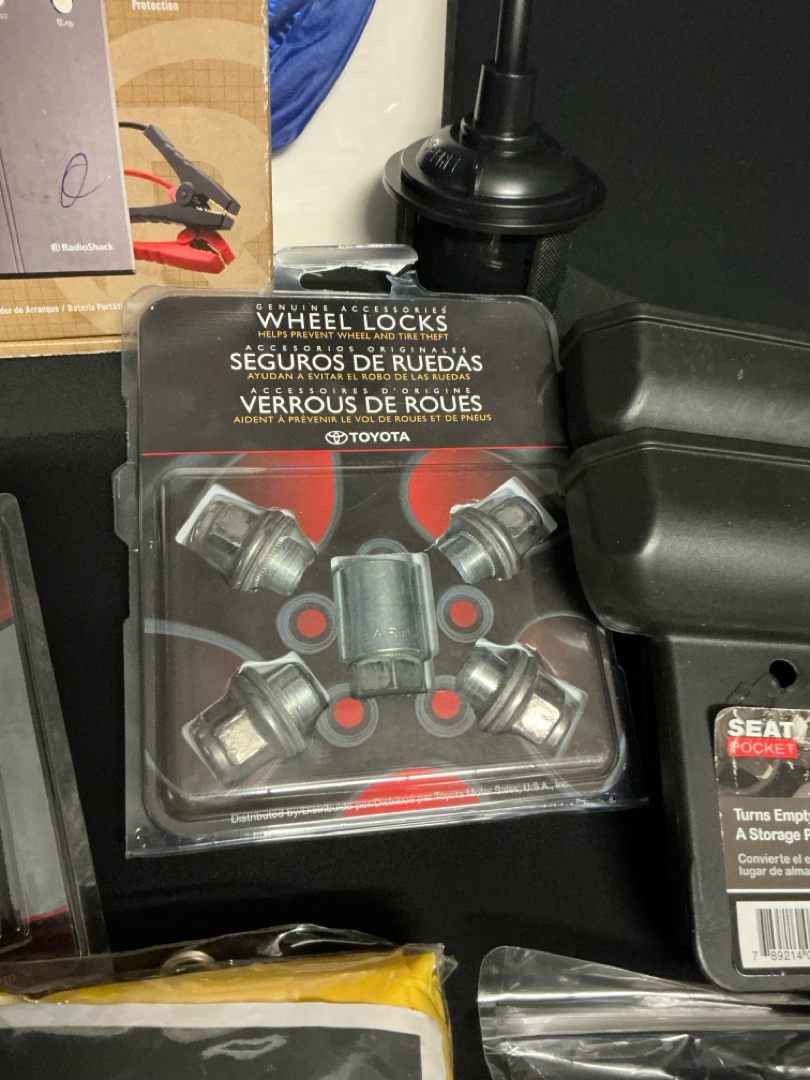 Protection
RadioShack
dor de Arranque / Batería Portátil
GENUINE ACCESSORIES
WHEEL LOCKS
HELPS PREVENT WHEEL AND TIRE THEFT
ACCESORIOS ORIGINALES
SEGUROS DE RUEDAS
AYUDAN A EVITAR EL ROBO DE LAS RUEDAS
ACCESSOIRES D'ORIGINE
VERROUS DE ROUES
AIDENT À PRÉVENIR LE VOL DE ROUES ET DE PNEUS
TOYOTA
Distributed by/Distribuido por/Distribué par Toyota Motor Sales, U.S.A., Inc.
SEAT
POCKET
Turns Empty
A Storage P
Convierte el e
lugar de alma
7 89214